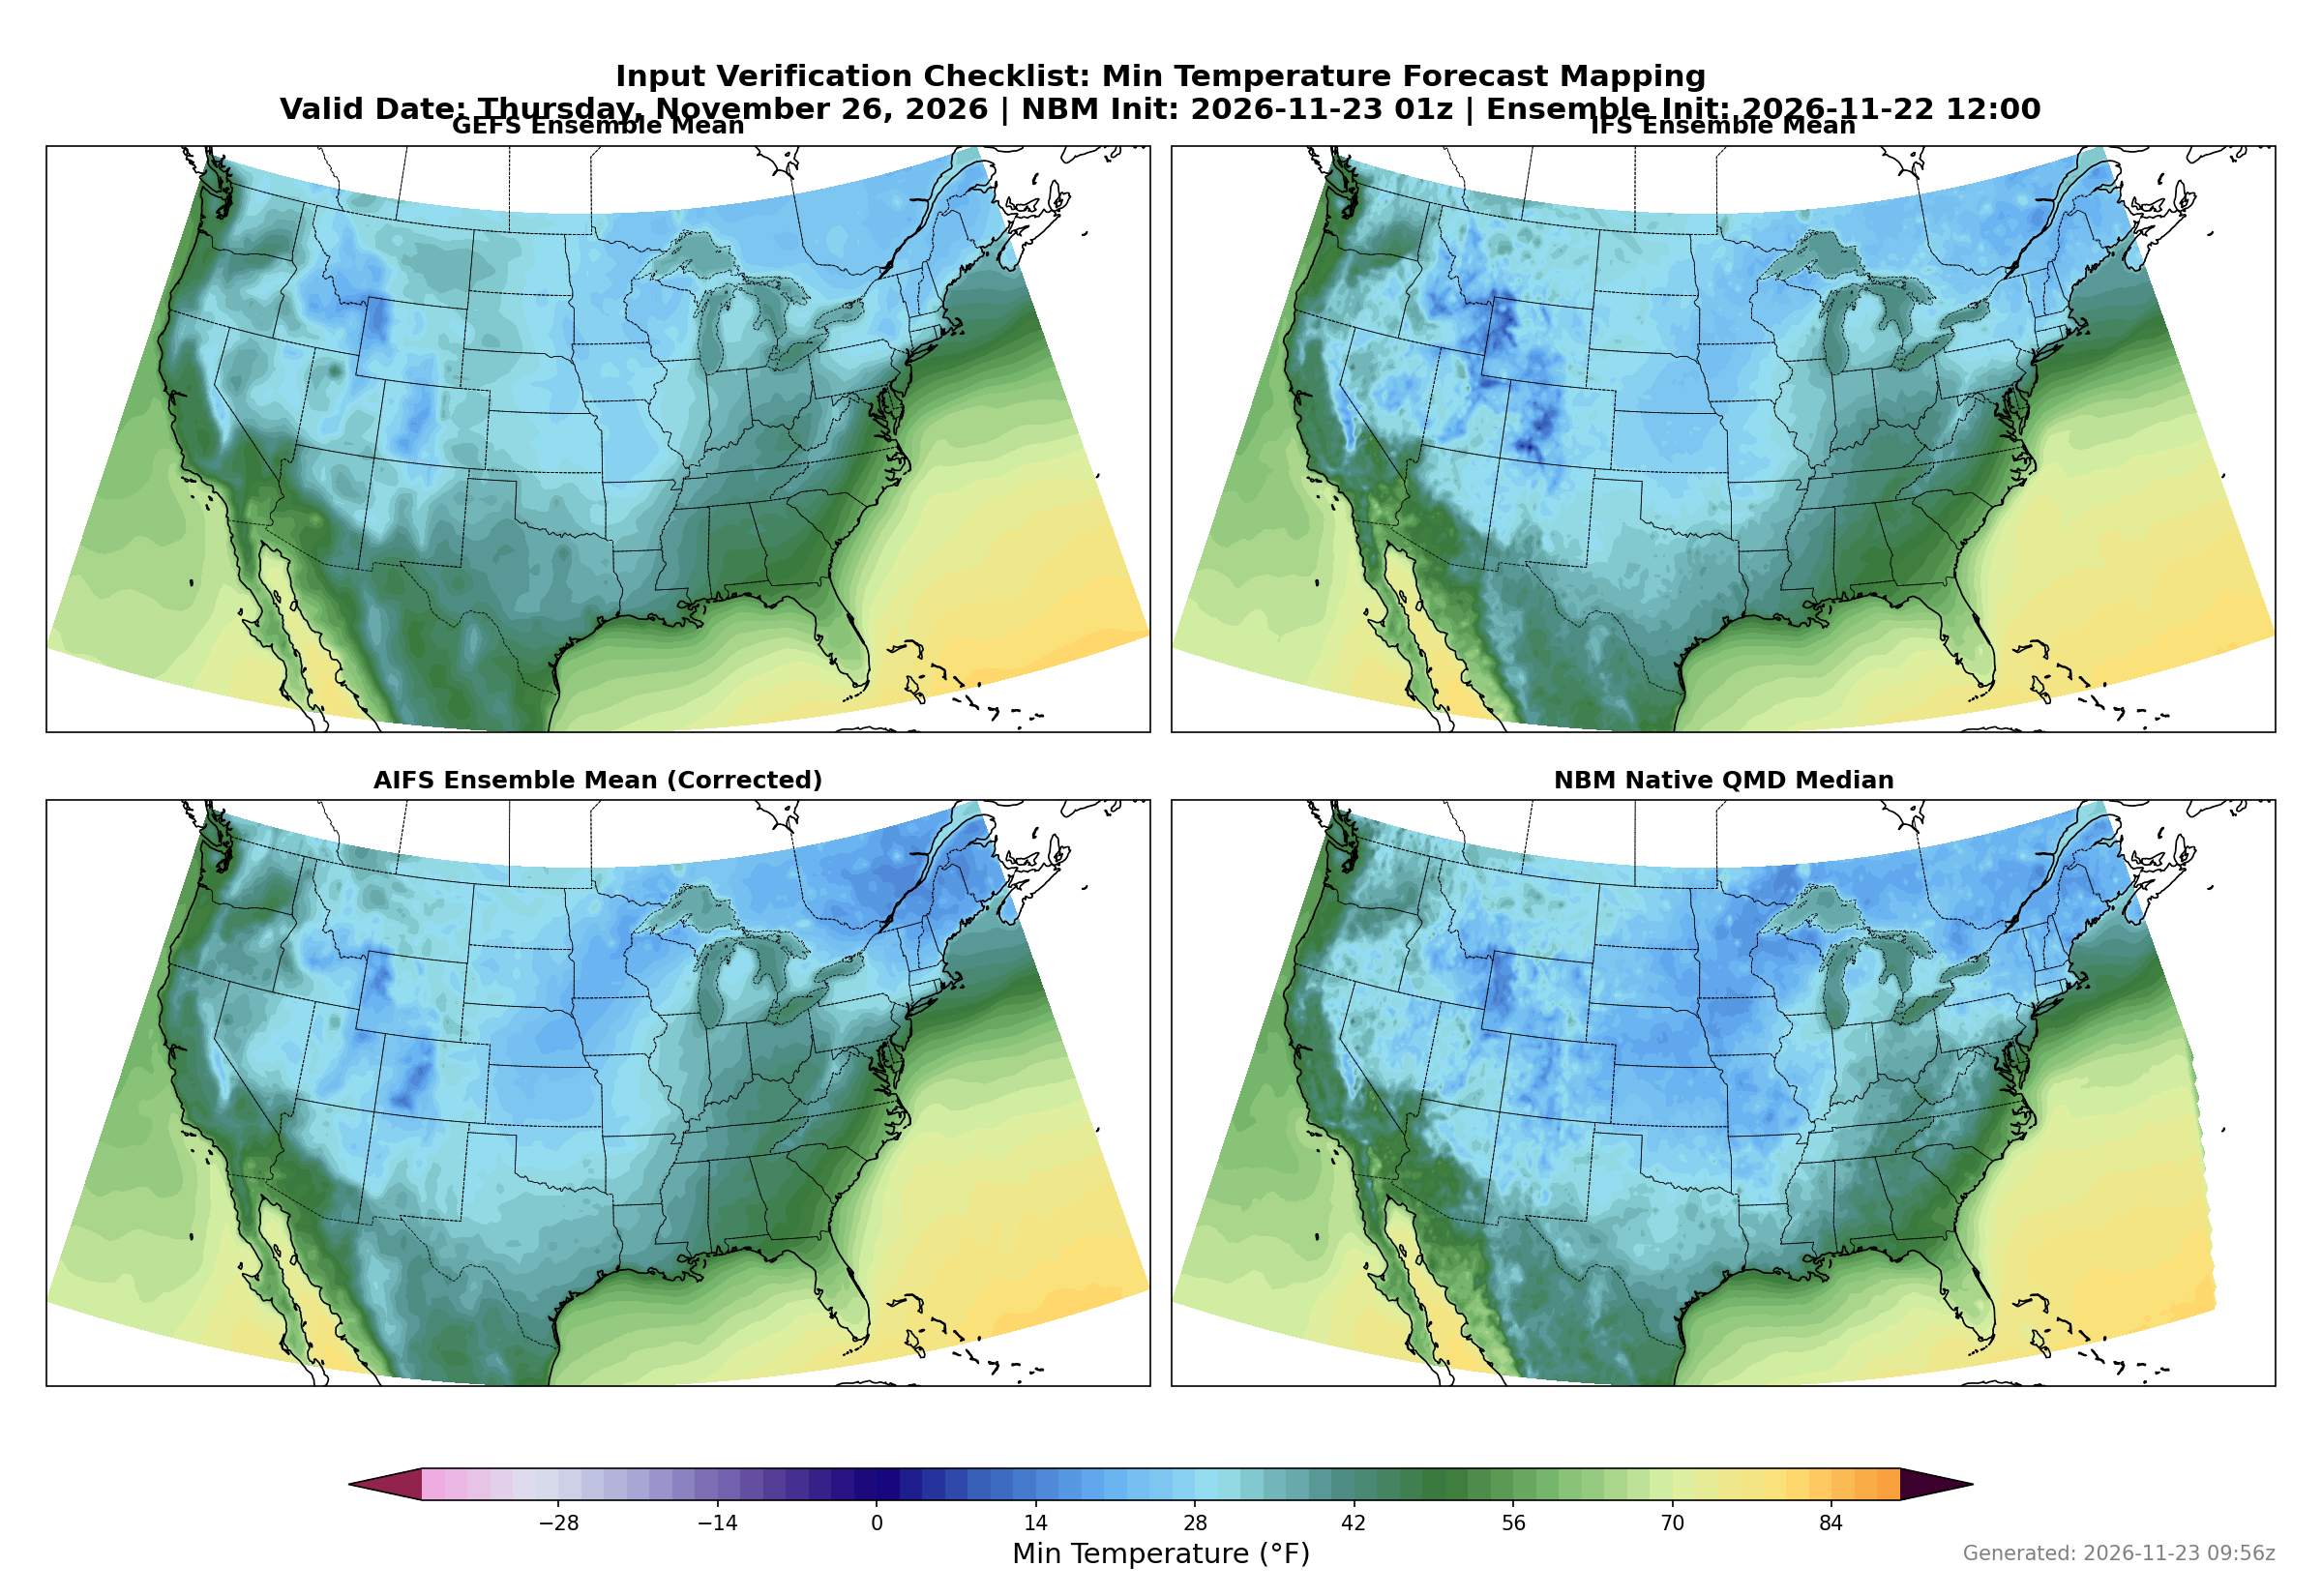 Input Verification Checklist: Min Temperature Forecast Mapping
Valid Date: Thursday, November 26, 2026 | NBM Init: 2026-11-23 01z | Ensemble Init: 2026-11-22 12:00
GEFS Ensemble Mean
IFS Ensemble Mean
AIFS Ensemble Mean (Corrected)
NBM Native QMD Median
−28 −14 0 14 28 42 56 70 84
Min Temperature (°F)
Generated: 2026-11-23 09:56z